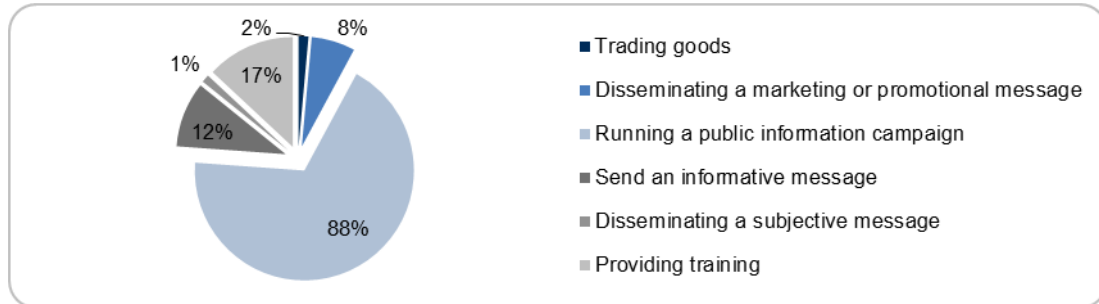 2%
8%
1%
17%
12%
88%
Trading goods
Disseminating a marketing or promotional message
Running a public information campaign
Send an informative message
Disseminating a subjective message
Providing training